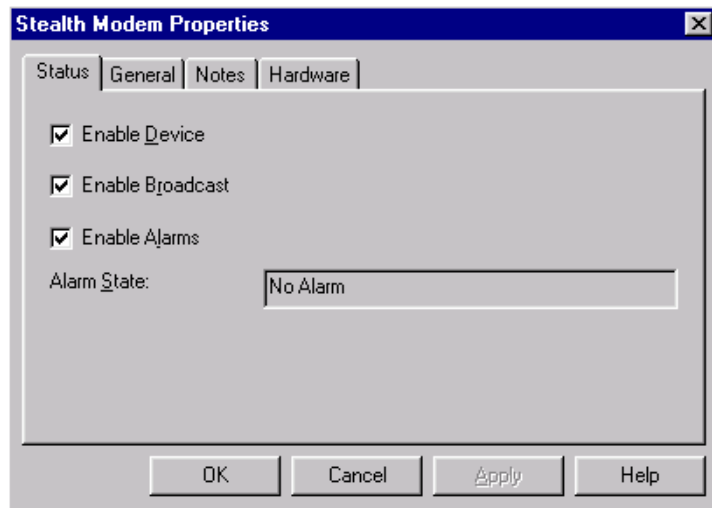 Stealth Modem Properties
Status General Notes Hardware
Enable Device
Enable Broadcast
Enable Alarms
Alarm State: No Alarm
OK Cancel Apply Help